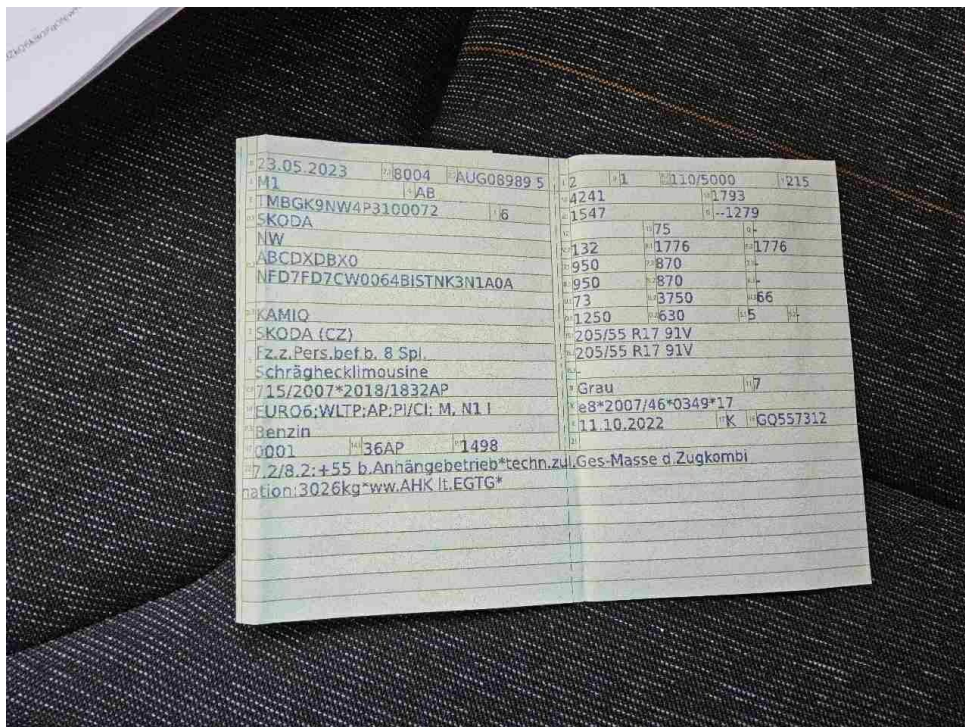 23.05.2023 8004 AUG08989 5
M1 AB
TMBGK9NW4P3100072 6
SKODA
NW
ABCDXDBX0
NFD7FD7CW0064BISTNK3N1A0A
KAMIQ
SKODA (CZ)
Fz.z.Pers.bef.b. 8 Spl.
Schräghecklimousine
715/2007*2018/1832AP
EURO6;WLTP;AP;PI/CI; M, N1 I
Benzin
0001 36AP 1498
2 1 110/5000 215
4241 1793
1547 --1279
75 -
132 1776 1776
950 870 -
950 870 -
73 3750 66
1250 630 5 -
205/55 R17 91V
205/55 R17 91V
-
Grau 7
e8*2007/46*0349*17
11.10.2022 K GQ557312
7.2/8.2:+55 b.Anhängebetrieb*techn.zul.Ges-Masse d.Zugkombi
nation:3026kg*ww.AHK lt.EGTG*